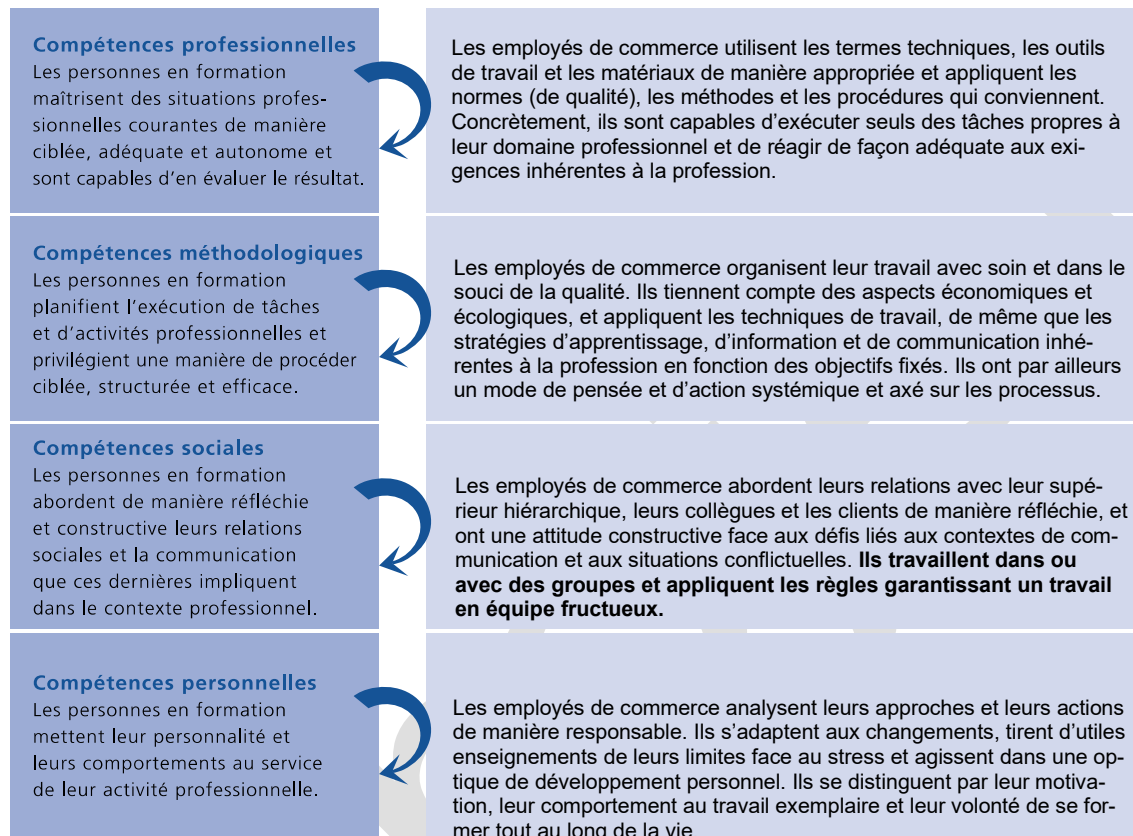 Compétences professionnelles
Les personnes en formation
maîtrisent des situations profes-
sionnelles courantes de manière
ciblée, adéquate et autonome et
sont capables d'en évaluer le résultat.
Les employés de commerce utilisent les termes techniques, les outils
de travail et les matériaux de manière appropriée et appliquent les
normes (de qualité), les méthodes et les procédures qui conviennent.
Concrètement, ils sont capables d'exécuter seuls des tâches propres à
leur domaine professionnel et de réagir de façon adéquate aux exi-
gences inhérentes à la profession.
Compétences méthodologiques
Les personnes en formation
planifient l'exécution de tâches
et d'activités professionnelles et
privilégient une manière de procéder
ciblée, structurée et efficace.
Les employés de commerce organisent leur travail avec soin et dans le
souci de la qualité. Ils tiennent compte des aspects économiques et
écologiques, et appliquent les techniques de travail, de même que les
stratégies d'apprentissage, d'information et de communication inhé-
rentes à la profession en fonction des objectifs fixés. Ils ont par ailleurs
un mode de pensée et d'action systémique et axé sur les processus.
Compétences sociales
Les personnes en formation
abordent de manière réfléchie
et constructive leurs relations
sociales et la communication
que ces dernières impliquent
dans le contexte professionnel.
Les employés de commerce abordent leurs relations avec leur supé-
rieur hiérarchique, leurs collègues et les clients de manière réfléchie, et
ont une attitude constructive face aux défis liés aux contextes de com-
munication et aux situations conflictuelles. Ils travaillent dans ou
avec des groupes et appliquent les règles garantissant un travail
en équipe fructueux.
Compétences personnelles
Les personnes en formation
mettent leur personnalité et
leurs comportements au service
de leur activité professionnelle.
Les employés de commerce analysent leurs approches et leurs actions
de manière responsable. Ils s'adaptent aux changements, tirent d'utiles
enseignements de leurs limites face au stress et agissent dans une op-
tique de développement personnel. Ils se distinguent par leur motiva-
tion, leur comportement au travail exemplaire et leur volonté de se for-
mer tout au long de la vie.